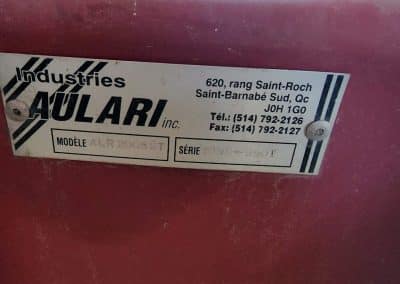 Industries
AULARI inc.
620, rang Saint-Roch
Saint-Barnabé Sud, Qc
J0H 1G0
Tél.: (514) 792-2126
Fax: (514) 792-2127
MODÈLE
SÉRIE